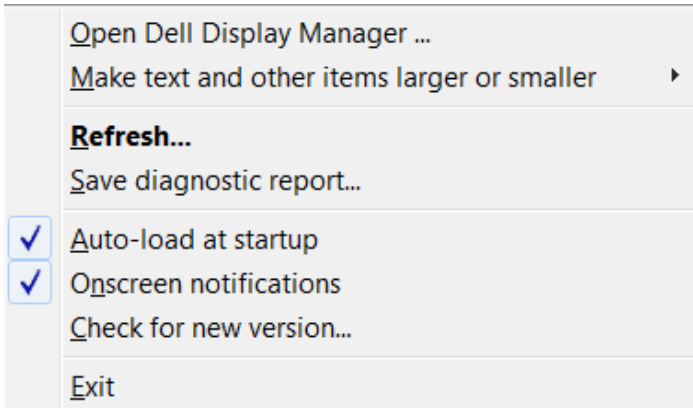 Open Dell Display Manager ...
Make text and other items larger or smaller
Refresh...
Save diagnostic report...
Auto-load at startup
Onscreen notifications
Check for new version...
Exit